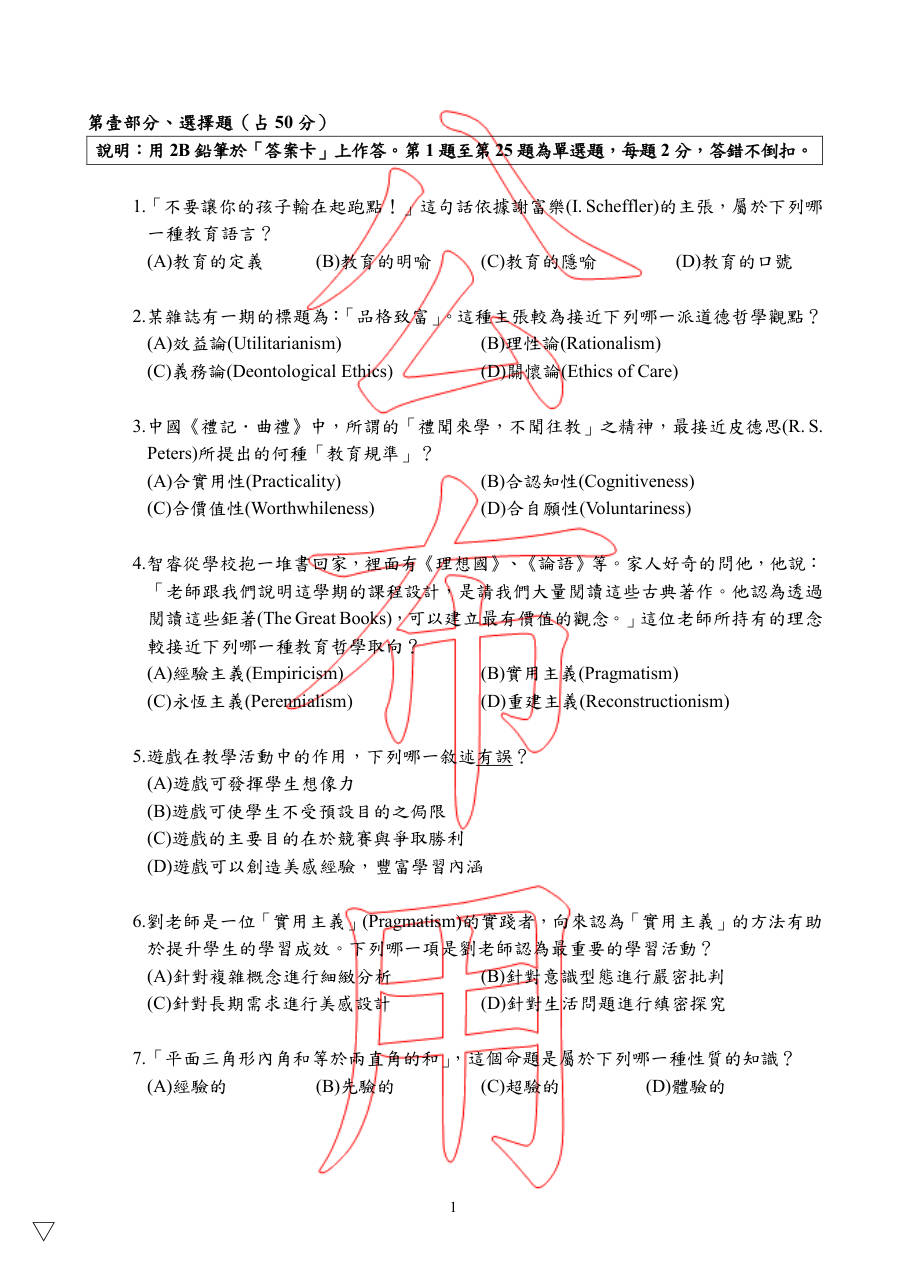 第壹部分、選擇題（占 50 分）
說明：用 2B 鉛筆於「答案卡」上作答。第 1 題至第 25 題為單選題，每題 2 分，答錯不倒扣。
1.「不要讓你的孩子輸在起跑點！」這句話依據謝富樂(I. Scheffler)的主張，屬於下列哪
一種教育語言？
(A)教育的定義 (B)教育的明喻 (C)教育的隱喻 (D)教育的口號
2.某雜誌有一期的標題為：「品格致富」。這種主張較為接近下列哪一派道德哲學觀點？
(A)效益論(Utilitarianism) (B)理性論(Rationalism)
(C)義務論(Deontological Ethics) (D)關懷論(Ethics of Care)
3.中國《禮記．曲禮》中，所謂的「禮聞來學，不聞往教」之精神，最接近皮德思(R. S.
Peters)所提出的何種「教育規準」？
(A)合實用性(Practicality) (B)合認知性(Cognitiveness)
(C)合價值性(Worthwhileness) (D)合自願性(Voluntariness)
4.智睿從學校抱一堆書回家，裡面有《理想國》、《論語》等。家人好奇的問他，他說：
「老師跟我們說明這學期的課程設計，是請我們大量閱讀這些古典著作。他認為透過
閱讀這些鉅著(The Great Books)，可以建立最有價值的觀念。」這位老師所持有的理念
較接近下列哪一種教育哲學取向？
(A)經驗主義(Empiricism) (B)實用主義(Pragmatism)
(C)永恆主義(Perennialism) (D)重建主義(Reconstructionism)
5.遊戲在教學活動中的作用，下列哪一敘述有誤？
(A)遊戲可發揮學生想像力
(B)遊戲可使學生不受預設目的之侷限
(C)遊戲的主要目的在於競賽與爭取勝利
(D)遊戲可以創造美感經驗，豐富學習內涵
6.劉老師是一位「實用主義」(Pragmatism)的實踐者，向來認為「實用主義」的方法有助
於提升學生的學習成效。下列哪一項是劉老師認為最重要的學習活動？
(A)針對複雜概念進行細緻分析 (B)針對意識型態進行嚴密批判
(C)針對長期需求進行美感設計 (D)針對生活問題進行縝密探究
7.「平面三角形內角和等於兩直角的和」，這個命題是屬於下列哪一種性質的知識？
(A)經驗的 (B)先驗的 (C)超驗的 (D)體驗的
公布用
1